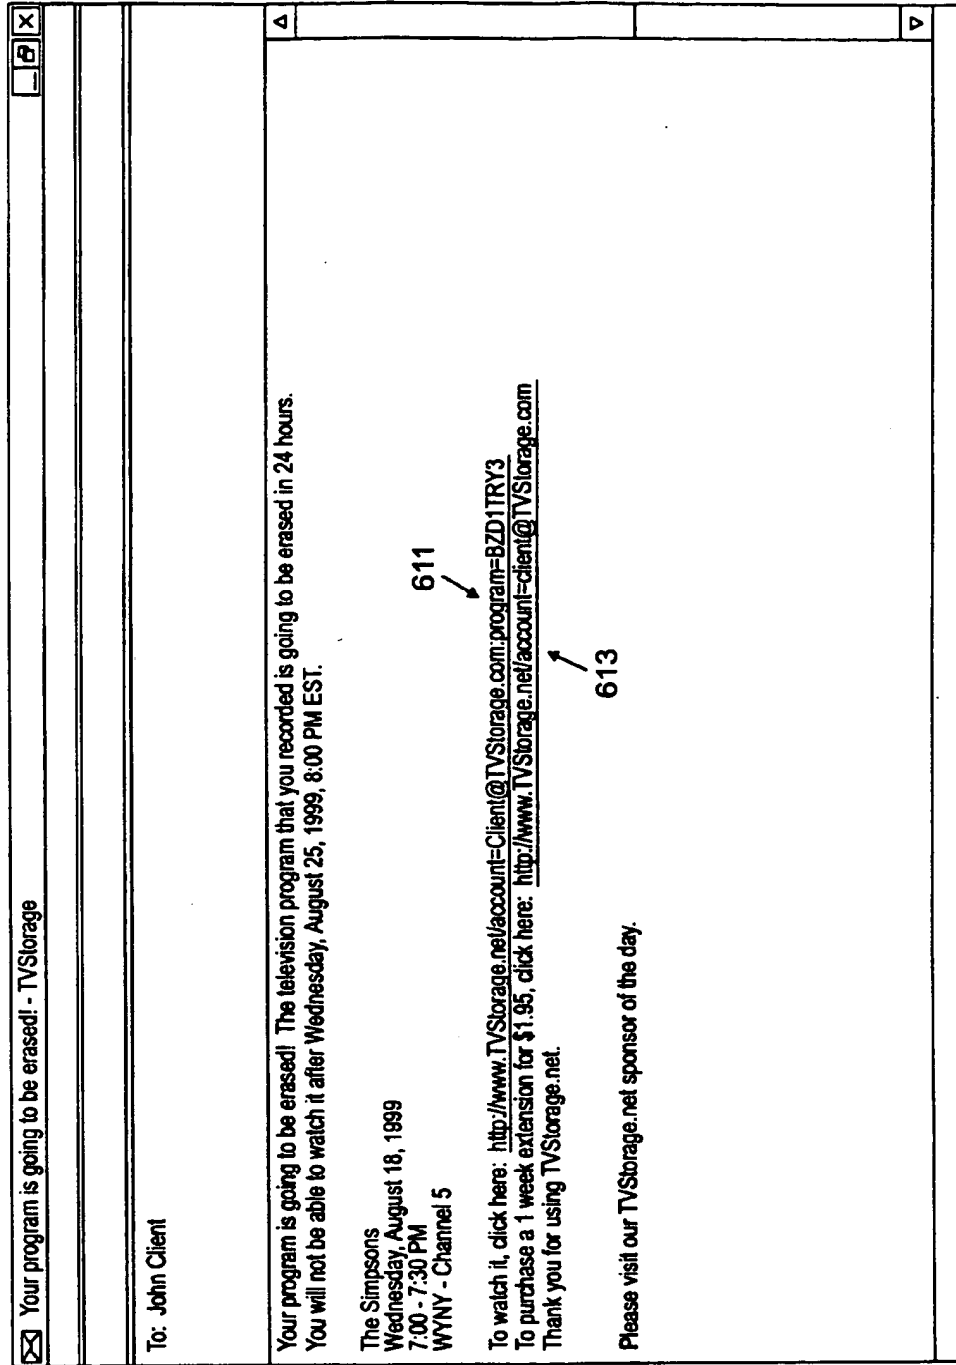 Your program is going to be erased! - TVStorage
To: John Client
Your program is going to be erased! The television program that you recorded is going to be erased in 24 hours.
You will not be able to watch it after Wednesday, August 25, 1999, 8:00 PM EST.
The Simpsons
Wednesday, August 18, 1999
7:00 - 7:30 PM
WYNY - Channel 5
611
To watch it, click here: http://www.TVStorage.net/account=Client@TVStorage.com:program=BZD1TRY3
To purchase a 1 week extension for $1.95, click here: http://www.TVStorage.net/account=client@TVStorage.com
Thank you for using TVStorage.net.
613
Please visit our TVStorage.net sponsor of the day.